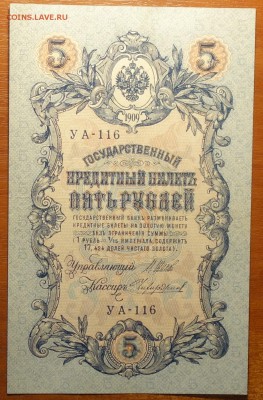 COINS.LAVE.RU
5 5
1909
УА-116
ГОСУДАРСТВЕННЫЙ
КРЕДИТНЫЙ БИЛЕТЪ
ПЯТЬ РУБЛЕЙ
ГОСУДАРСТВЕННЫЙ БАНКЪ РАЗМѢНИВАЕТЪ
КРЕДИТНЫЕ БИЛЕТЫ НА ЗОЛОТУЮ МОНЕТУ
БЕЗЪ ОГРАНИЧЕНІЯ СУММЫ
(1 РУБЛЬ = 1/15 ИМПЕРІАЛА, СОДЕРЖИТЪ
17,424 ДОЛЕЙ ЧИСТАГО ЗОЛОТА).
Управляющій
Кассиръ
УА-116
5